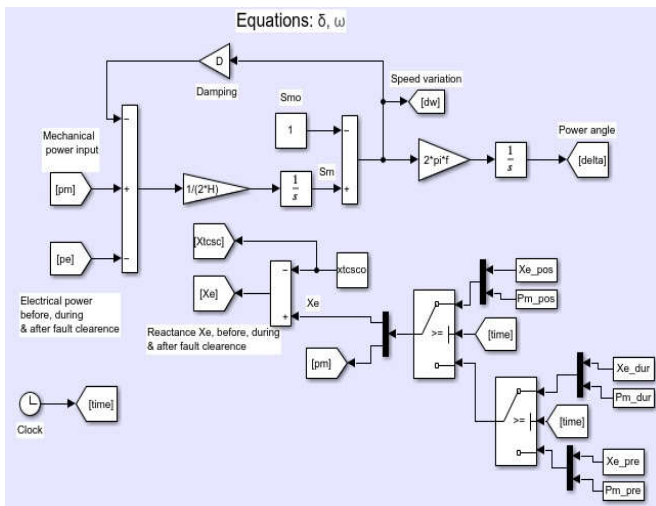 Equations: δ, ω
D
Damping
Speed variation
[dw]
Smo
1
Mechanical
power input
[pm]
[pe]
−
+
−
1/(2*H)
1
s
Sm
−
+
2*pi*f
1
s
Power angle
[delta]
Electrical power
before, during
& after fault clearence
[Xtcsc]
[Xe]
−
+
xtcsco
Xe
Reactance Xe, before, during
& after fault clearence
[pm]
>=
[time]
Xe_pos
Pm_pos
>=
[time]
Xe_dur
Pm_dur
Xe_pre
Pm_pre
[time]
Clock